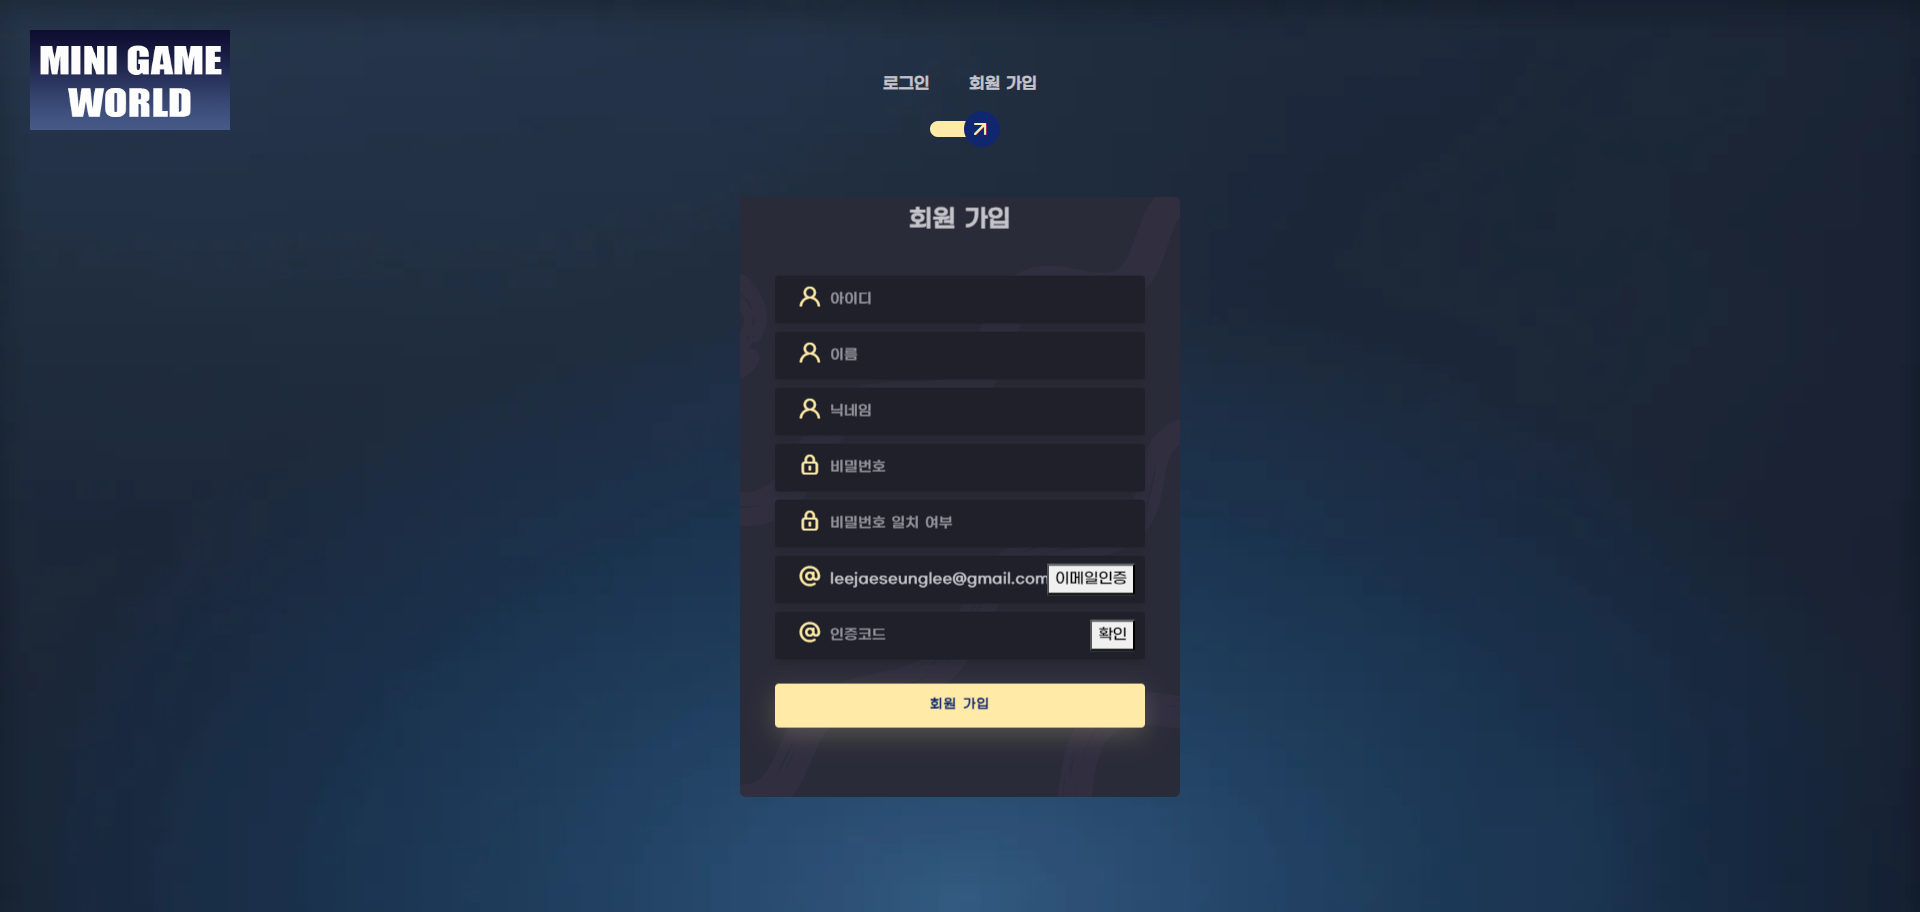 MINI GAME
WORLD
로그인 회원 가입
회원 가입
아이디
이름
닉네임
비밀번호
비밀번호 일치 여부
leejaeseunglee@gmail.com 이메일인증
인증코드 확인
회원 가입